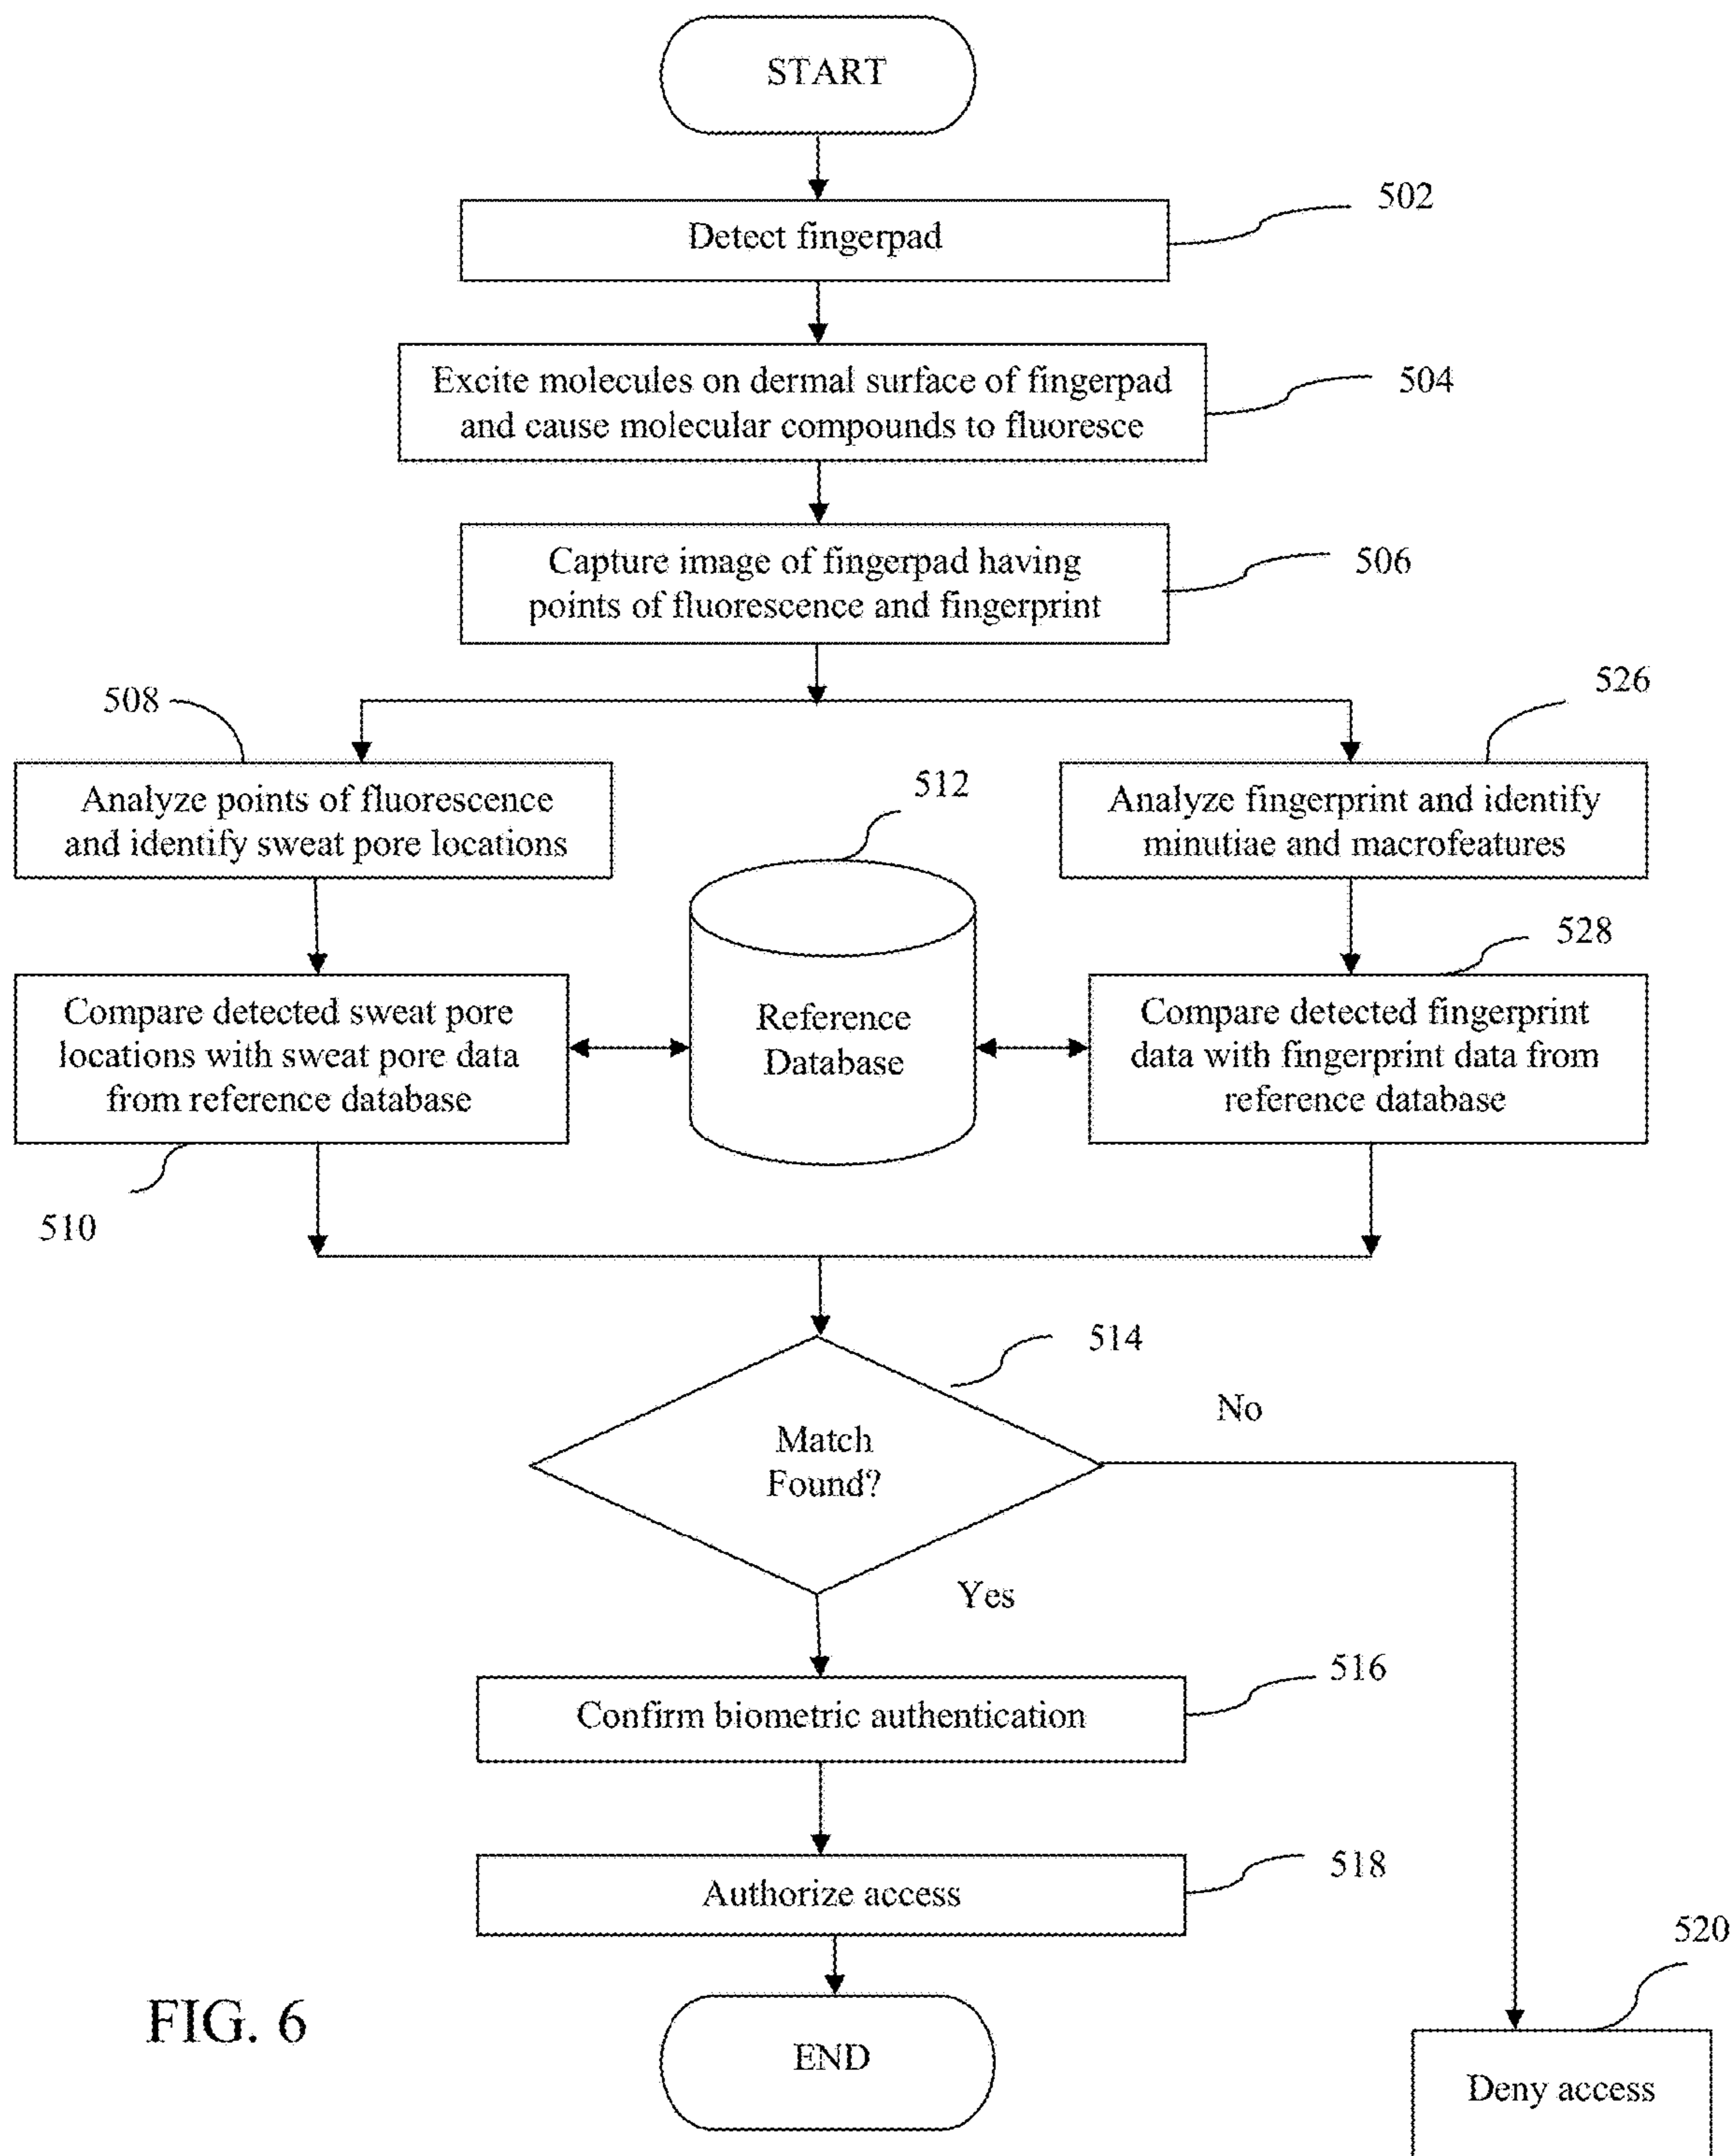 START
502
Detect fingerpad
Excite molecules on dermal surface of fingerpad
and cause molecular compounds to fluoresce
504
Capture image of fingerpad having
points of fluorescence and fingerprint
506
508
526
Analyze points of fluorescence
and identify sweat pore locations
512
Analyze fingerprint and identify
minutiae and macrofeatures
528
Compare detected sweat pore
locations with sweat pore data
from reference database
Reference
Database
Compare detected fingerprint
data with fingerprint data from
reference database
510
514
No
Match
Found?
Yes
516
Confirm biometric authentication
518
Authorize access
520
FIG. 6
END
Deny access